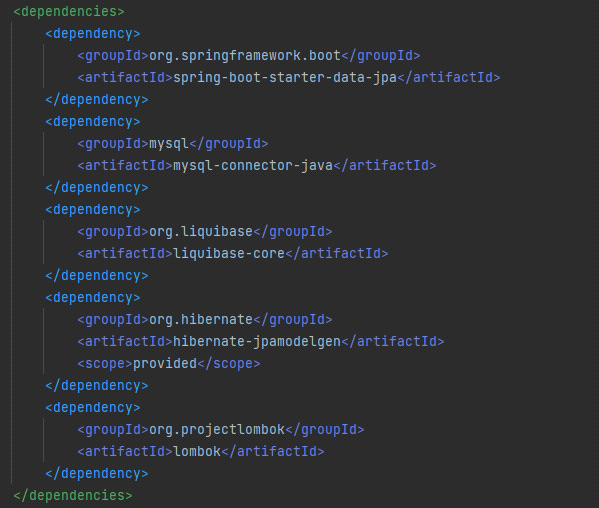 <dependencies>
<dependency>
<groupId>org.springframework.boot</groupId>
<artifactId>spring-boot-starter-data-jpa</artifactId>
</dependency>
<dependency>
<groupId>mysql</groupId>
<artifactId>mysql-connector-java</artifactId>
</dependency>
<dependency>
<groupId>org.liquibase</groupId>
<artifactId>liquibase-core</artifactId>
</dependency>
<dependency>
<groupId>org.hibernate</groupId>
<artifactId>hibernate-jpamodelgen</artifactId>
<scope>provided</scope>
</dependency>
<dependency>
<groupId>org.projectlombok</groupId>
<artifactId>lombok</artifactId>
</dependency>
</dependencies>